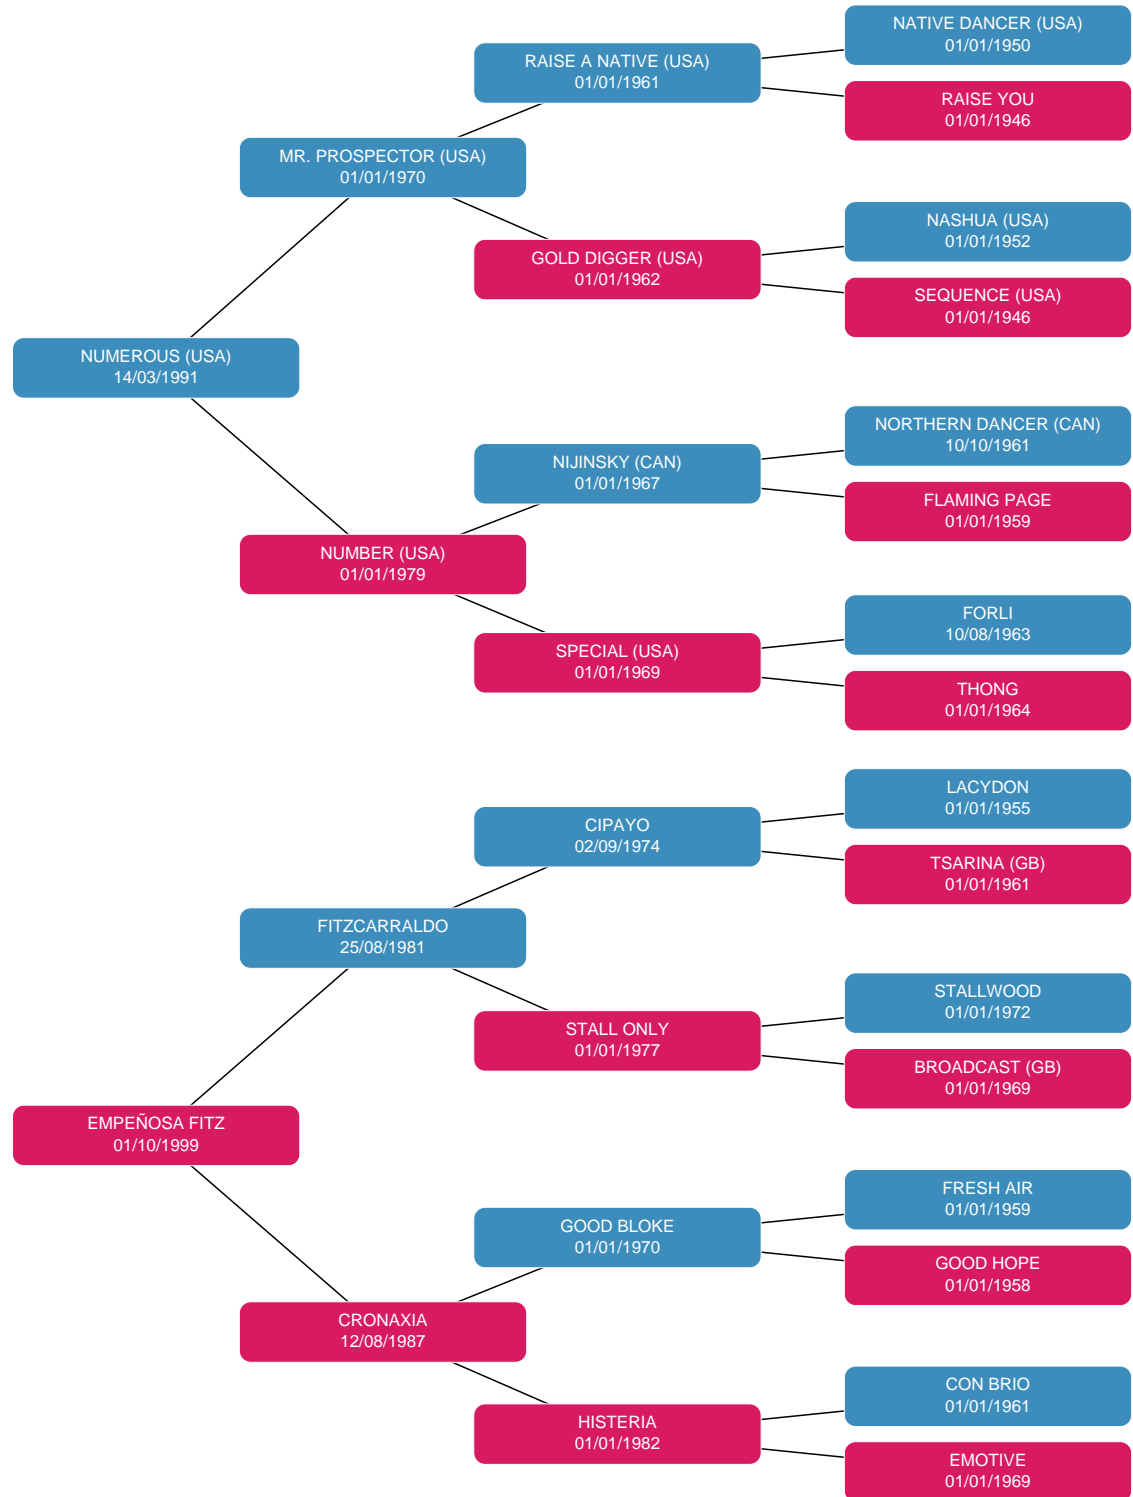 NATIVE DANCER (USA)
01/01/1950
RAISE A NATIVE (USA)
01/01/1961
RAISE YOU
01/01/1946
MR. PROSPECTOR (USA)
01/01/1970
NASHUA (USA)
01/01/1952
GOLD DIGGER (USA)
01/01/1962
SEQUENCE (USA)
01/01/1946
NUMEROUS (USA)
14/03/1991
NORTHERN DANCER (CAN)
10/10/1961
NIJINSKY (CAN)
01/01/1967
FLAMING PAGE
01/01/1959
NUMBER (USA)
01/01/1979
FORLI
10/08/1963
SPECIAL (USA)
01/01/1969
THONG
01/01/1964
LACYDON
01/01/1955
CIPAYO
02/09/1974
TSARINA (GB)
01/01/1961
FITZCARRALDO
25/08/1981
STALLWOOD
01/01/1972
STALL ONLY
01/01/1977
BROADCAST (GB)
01/01/1969
EMPEÑOSA FITZ
01/10/1999
FRESH AIR
01/01/1959
GOOD BLOKE
01/01/1970
GOOD HOPE
01/01/1958
CRONAXIA
12/08/1987
CON BRIO
01/01/1961
HISTERIA
01/01/1982
EMOTIVE
01/01/1969